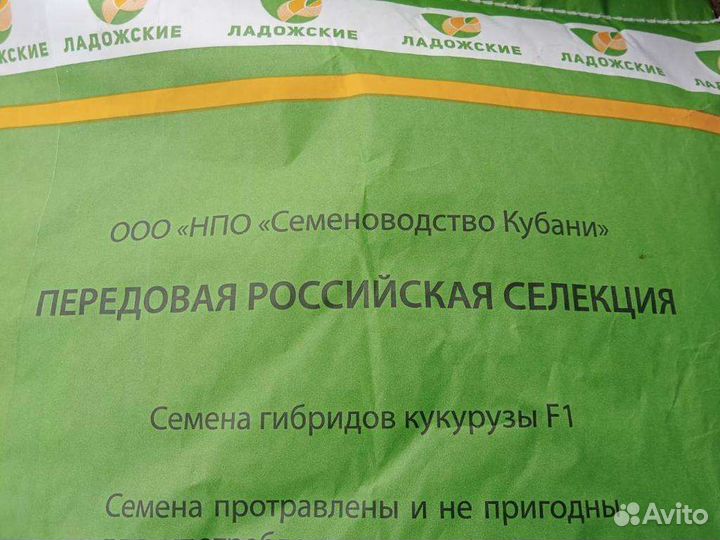 ЛАДОЖСКИЕ ЛАДОЖСКИЕ ЛАДОЖСКИЕ ЛАДОЖСКИЕ
ООО «НПО «Семеноводство Кубани»
ПЕРЕДОВАЯ РОССИЙСКАЯ СЕЛЕКЦИЯ
Семена гибридов кукурузы F1
Семена протравлены и не пригодны
Avito